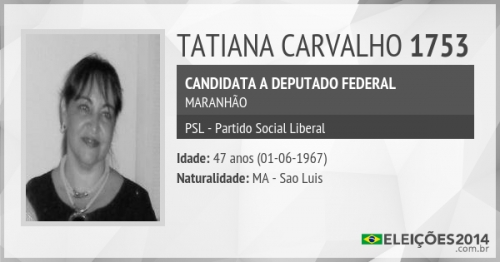 TATIANA CARVALHO 1753
CANDIDATA A DEPUTADO FEDERAL
MARANHÃO
PSL - Partido Social Liberal
Idade: 47 anos (01-06-1967)
Naturalidade: MA - Sao Luis
ELEIÇÕES2014
.com.br